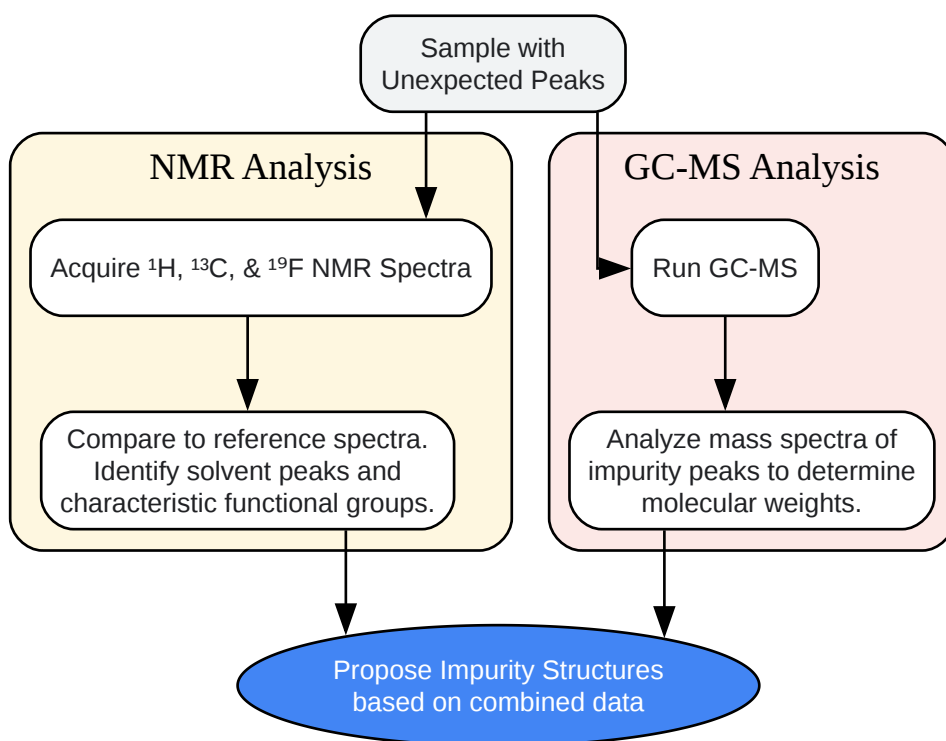 Sample with
Unexpected Peaks
NMR Analysis
Acquire ¹H, ¹³C, & ¹⁹F NMR Spectra
Compare to reference spectra.
Identify solvent peaks and
characteristic functional groups.
GC-MS Analysis
Run GC-MS
Analyze mass spectra of
impurity peaks to determine
molecular weights.
Propose Impurity Structures
based on combined data